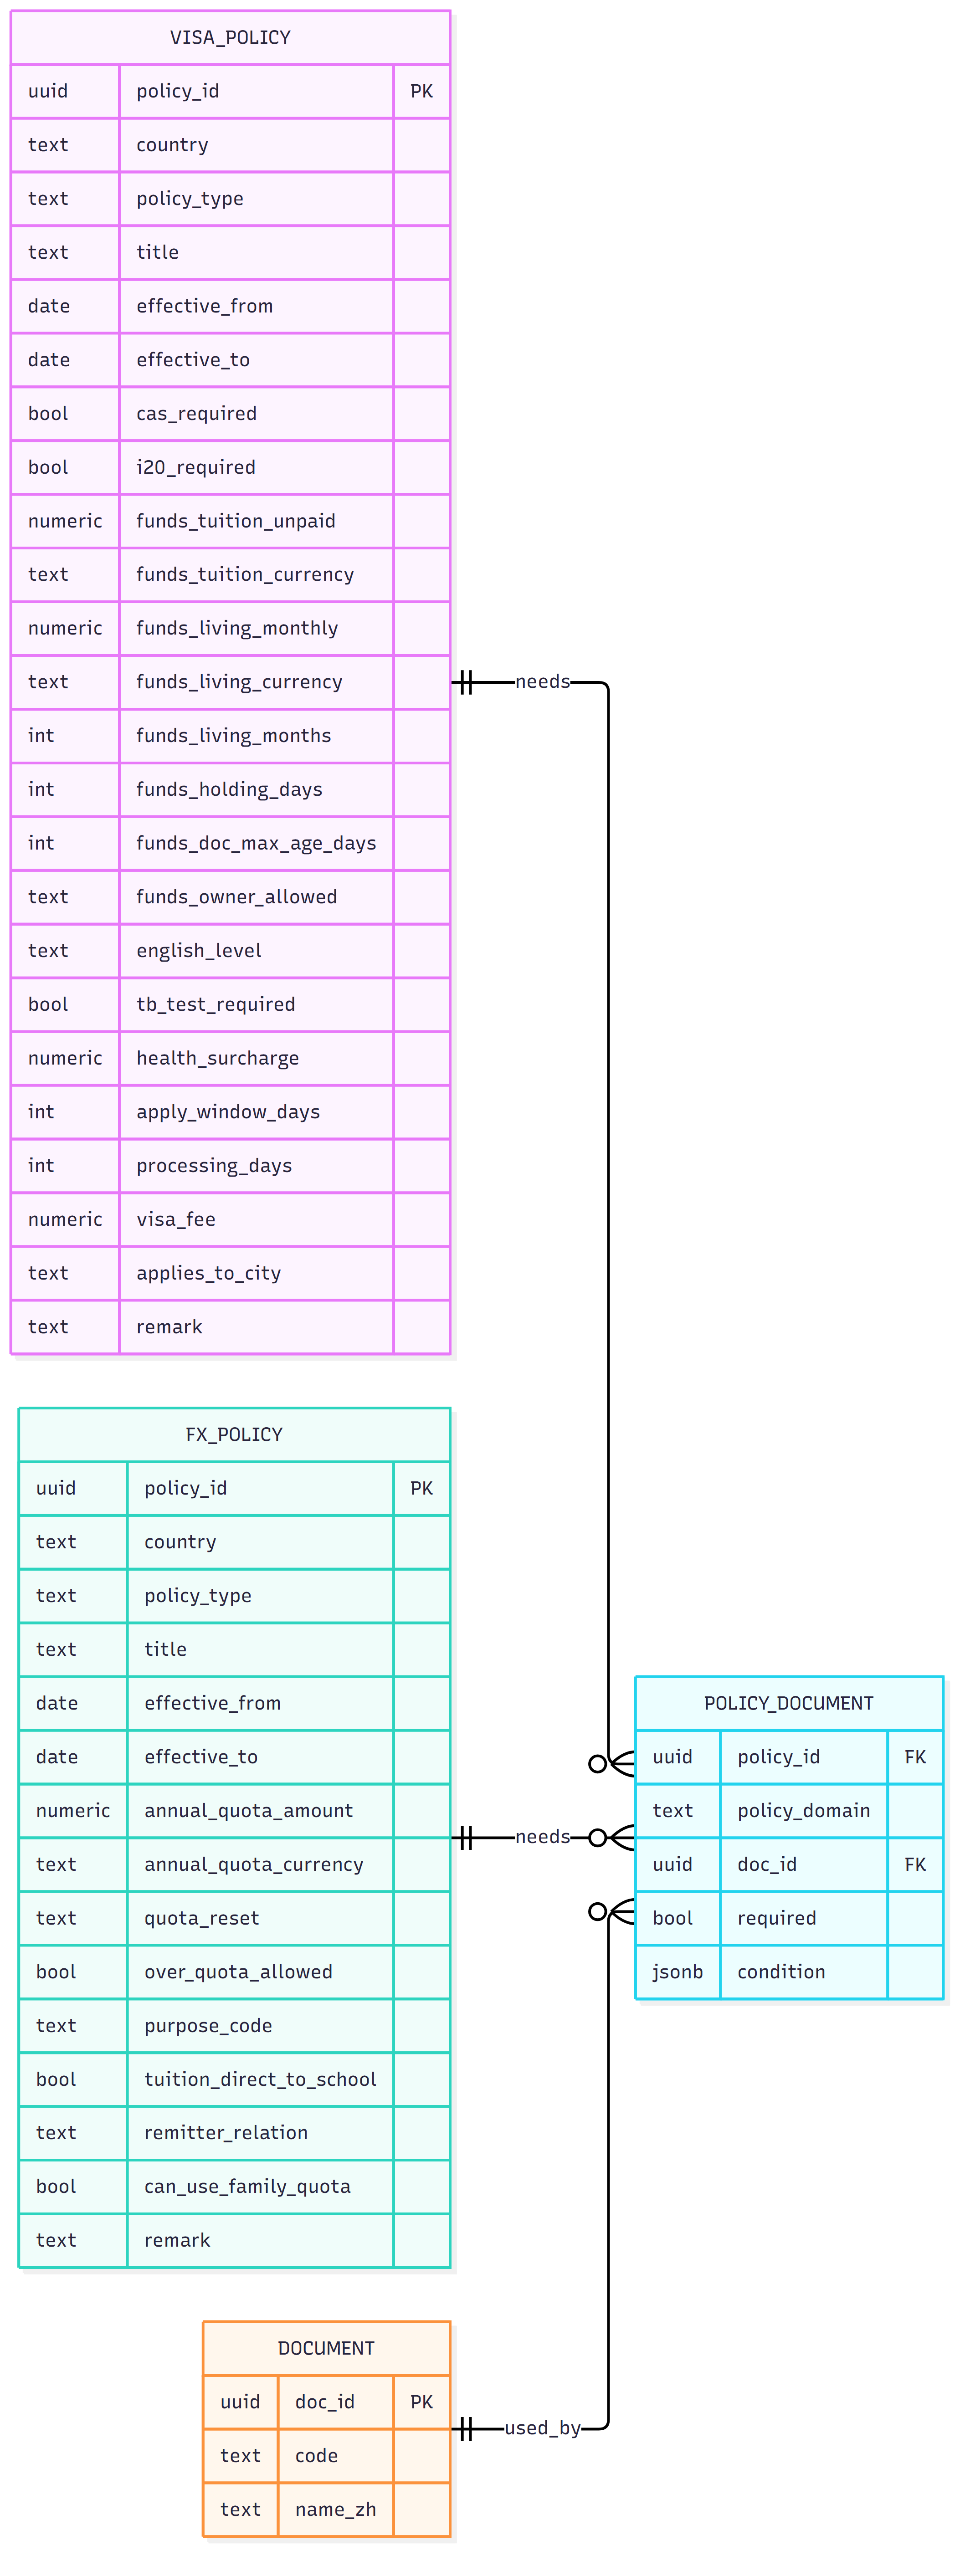 VISA_POLICY
uuid policy_id PK
text country
text policy_type
text title
date effective_from
date effective_to
bool cas_required
bool i20_required
numeric funds_tuition_unpaid
text funds_tuition_currency
numeric funds_living_monthly
text funds_living_currency
needs
int funds_living_months
int funds_holding_days
int funds_doc_max_age_days
text funds_owner_allowed
text english_level
bool tb_test_required
numeric health_surcharge
int apply_window_days
int processing_days
numeric visa_fee
text applies_to_city
text remark
FX_POLICY
uuid policy_id PK
text country
text policy_type
text title
date effective_from
date effective_to
numeric annual_quota_amount
text annual_quota_currency
text quota_reset
bool over_quota_allowed
text purpose_code
bool tuition_direct_to_school
text remitter_relation
bool can_use_family_quota
text remark
needs
POLICY_DOCUMENT
uuid policy_id FK
text policy_domain
uuid doc_id FK
bool required
jsonb condition
DOCUMENT
uuid doc_id PK
text code
text name_zh
used_by